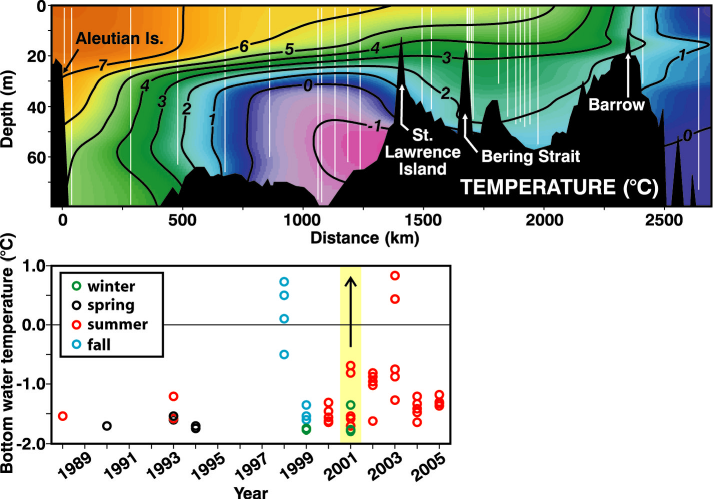 0
20
40
60
Depth (m)
Aleutian Is.
7
6
5
4
3
2
1
0
-1
4
3
2
1
0
St.
Lawrence
Island
Bering Strait
Barrow
TEMPERATURE (°C)
0 500 1000 1500 2000 2500
Distance (km)
Bottom water temperature (°C)
1.0
0.0
-1.0
-2.0
winter
spring
summer
fall
1989 1991 1993 1995 1997 1999 2001 2003 2005
Year